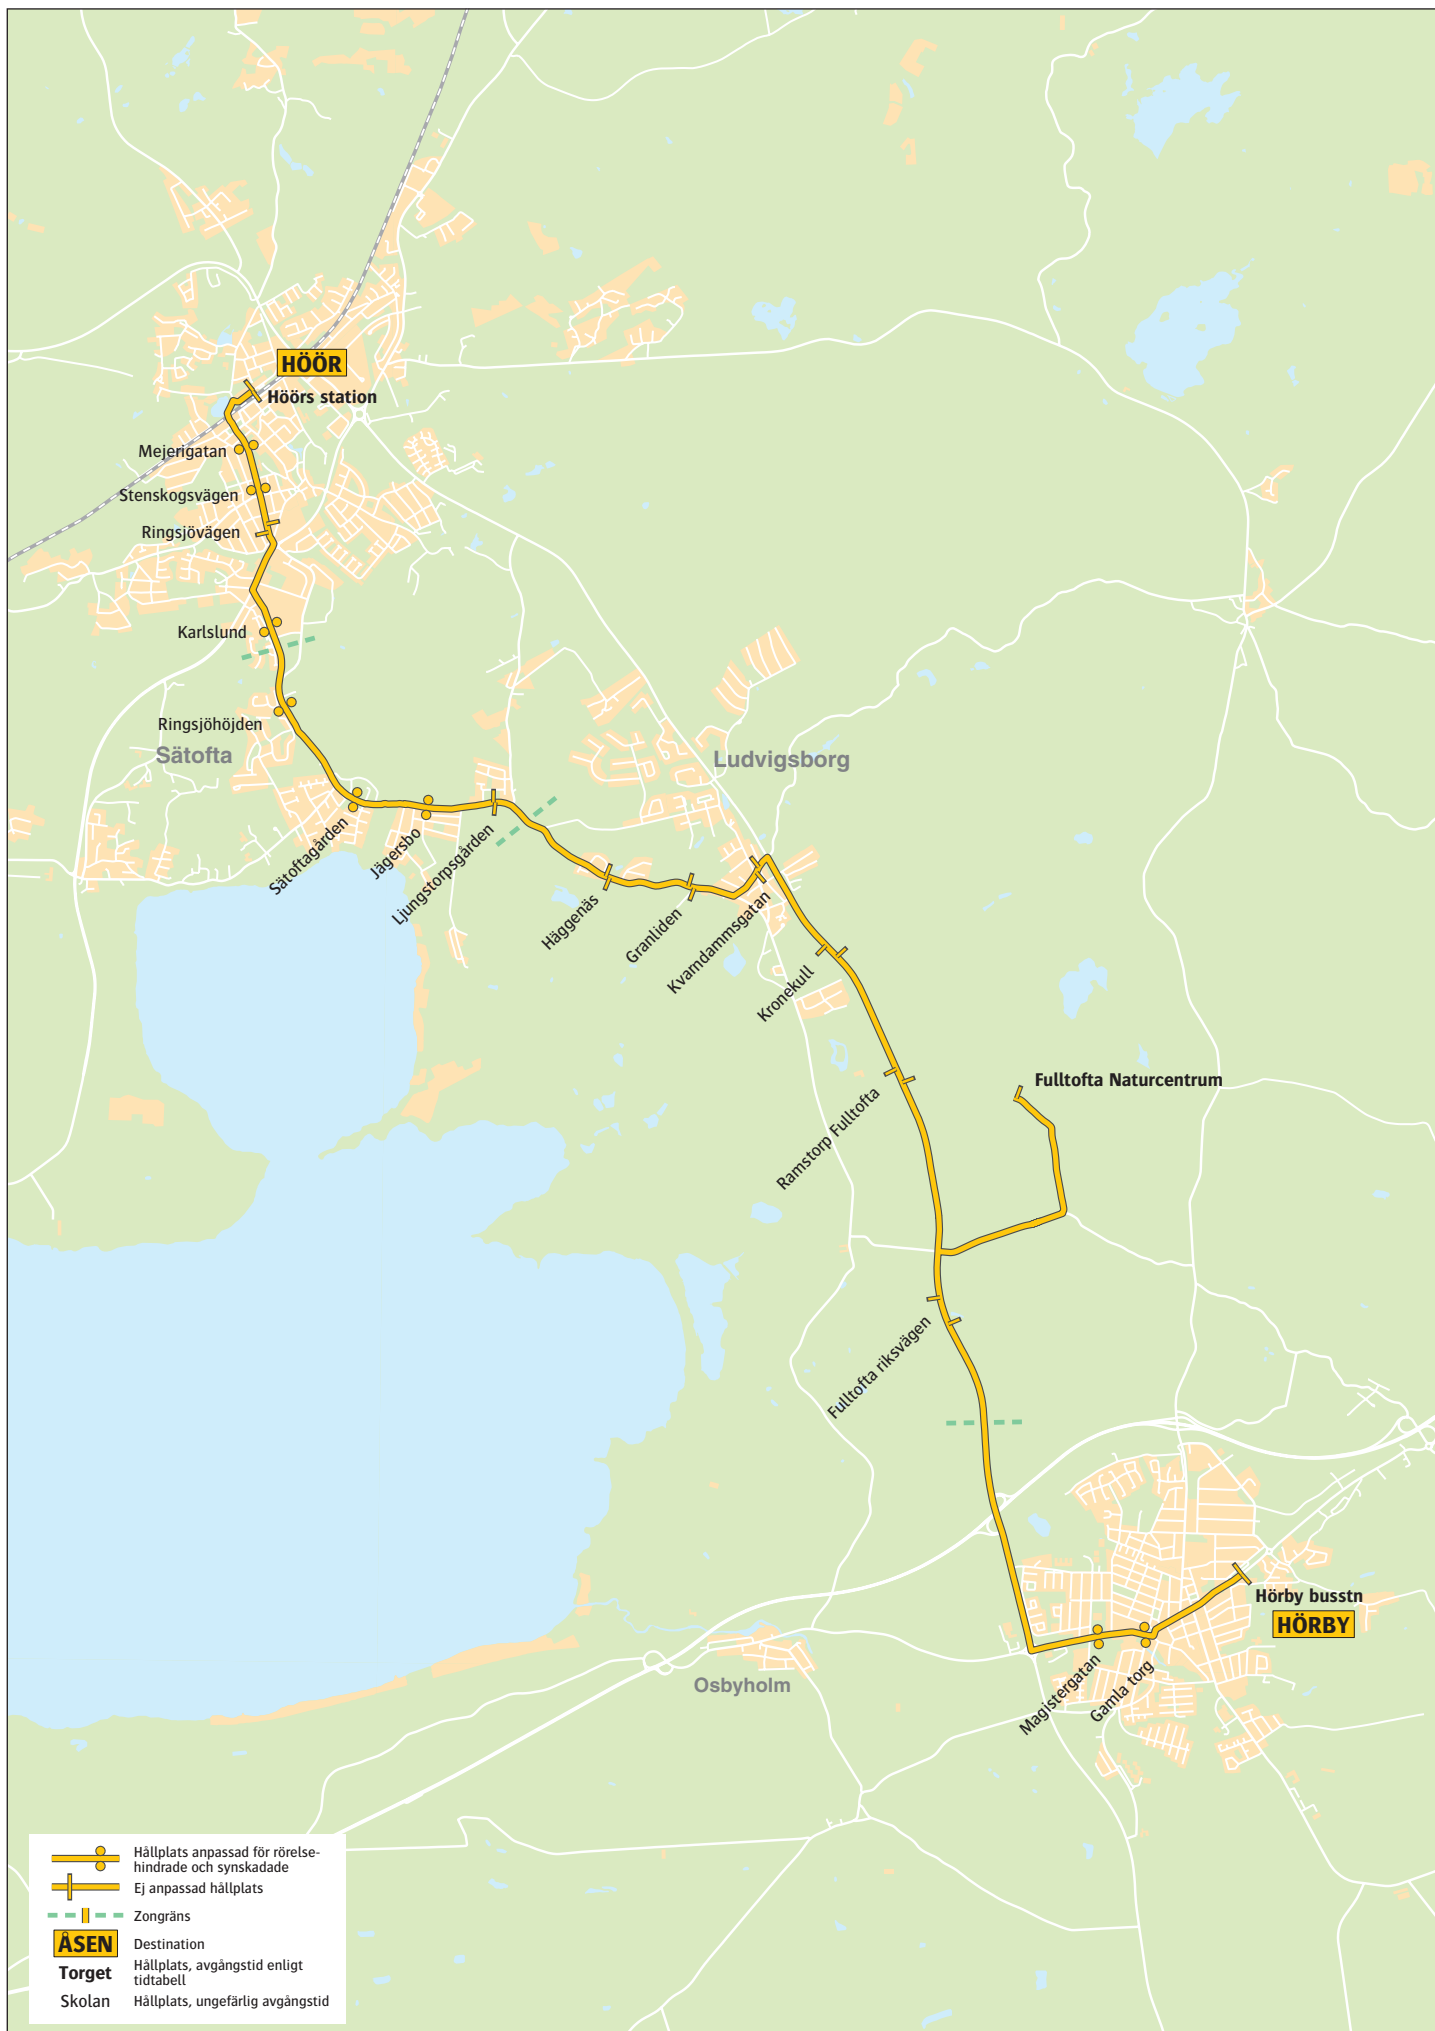 HÖÖR
Höörs station
Mejerigatan
Stenskogsvägen
Ringsjövägen
Karlslund
Ringsjöhöjden
Sätofta
Ludvigsborg
Sätoftagården
Jägersbo
Ljungstorpsgården
Häggenäs
Granliden
Kvarndammsgatan
Kronekull
Ramstorp Fulltofta
Fulltofta Naturcentrum
Fulltofta riksvägen
Hörby busstn
HÖRBY
Magistergatan
Gamla torg
Osbyholm
Hållplats anpassad för rörelse-
hindrade och synskadade
Ej anpassad hållplats
Zongräns
ÅSEN Destination
Torget Hållplats, avgångstid enligt
tidtabell
Skolan Hållplats, ungefärlig avgångstid